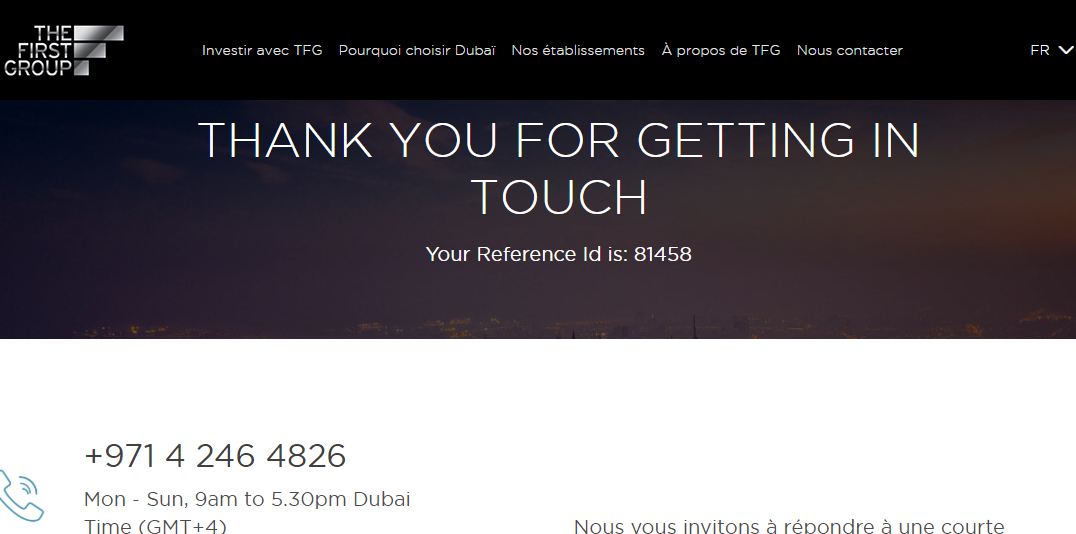 THE
FIRST
GROUP
Investir avec TFG Pourquoi choisir Dubaï Nos établissements À propos de TFG Nous contacter FR
THANK YOU FOR GETTING IN
TOUCH
Your Reference Id is: 81458
+971 4 246 4826
Mon - Sun, 9am to 5.30pm Dubai
Time (GMT+4)
Nous vous invitons à répondre à une courte